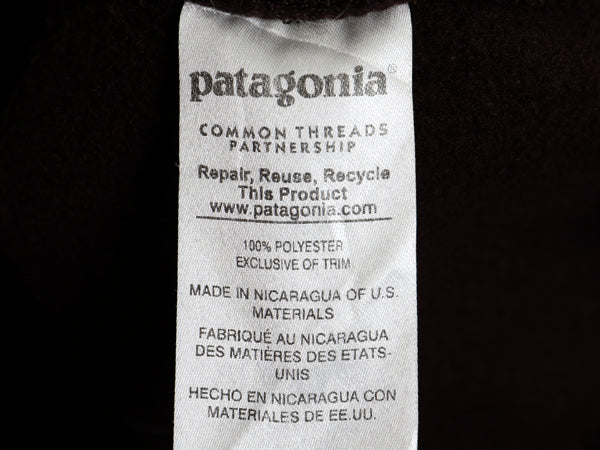 patagonia®
COMMON THREADS
PARTNERSHIP
Repair, Reuse, Recycle
This Product
www.patagonia.com
100% POLYESTER
EXCLUSIVE OF TRIM
MADE IN NICARAGUA OF U.S.
MATERIALS
FABRIQUÉ AU NICARAGUA
DES MATIÈRES DES ETATS-
UNIS
HECHO EN NICARAGUA CON
MATERIALES DE EE.UU.